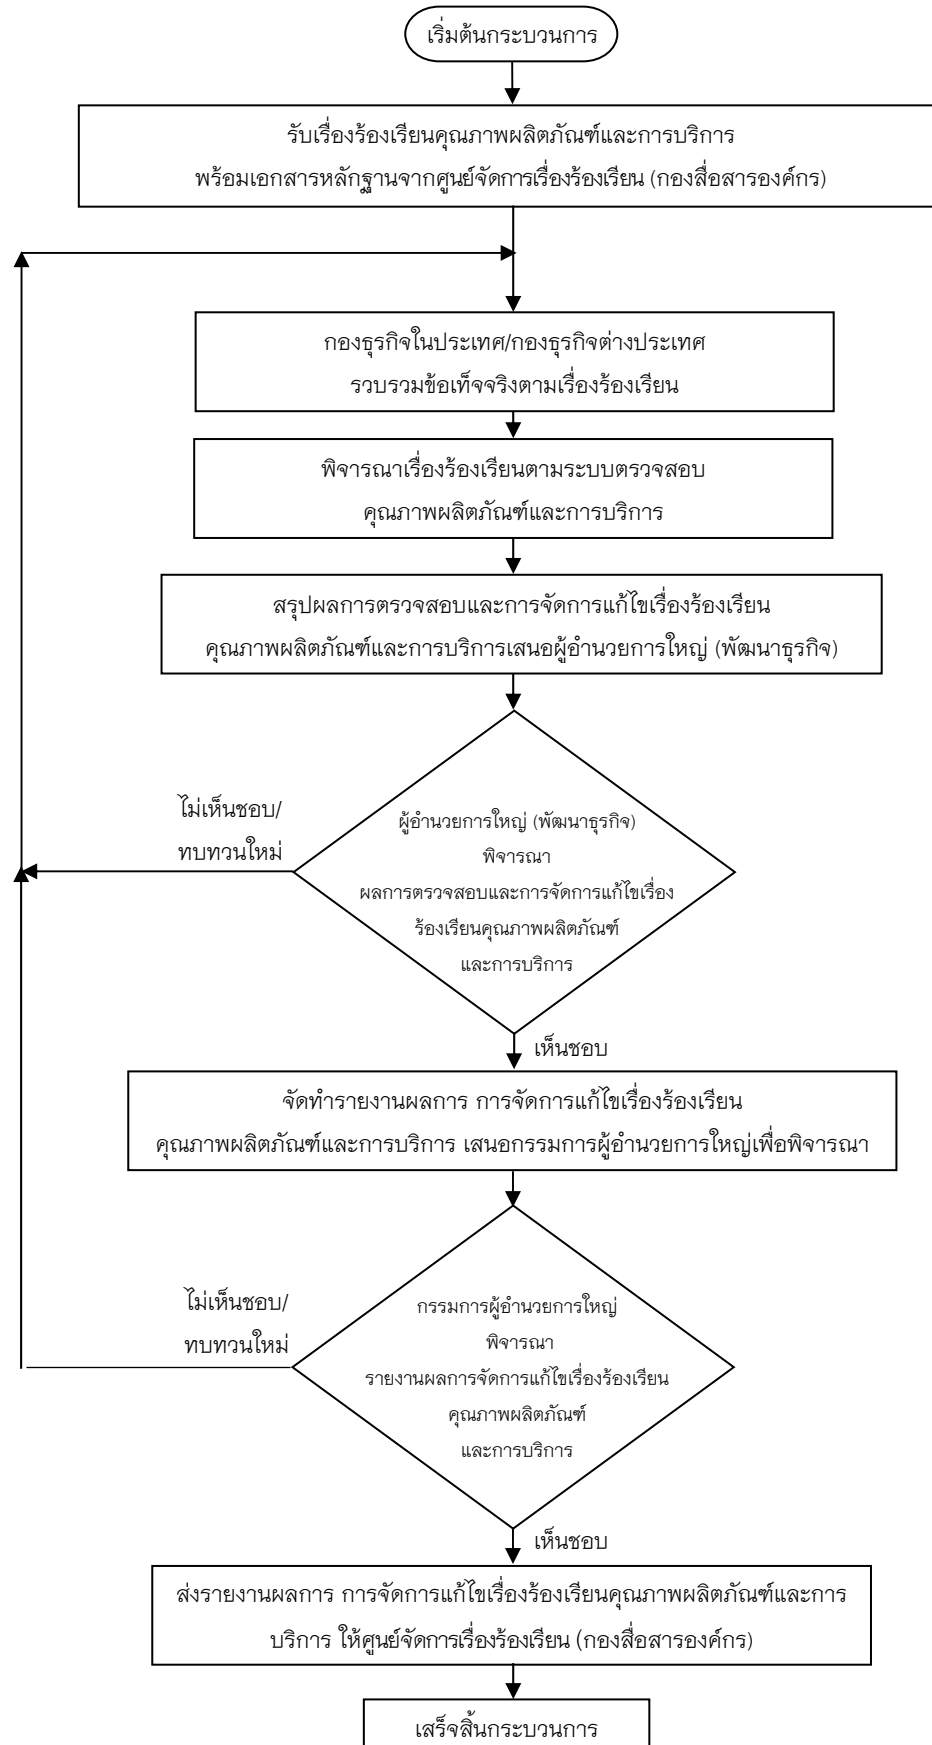 เริ่มต้นกระบวนการ
รับเรื่องร้องเรียนคุณภาพผลิตภัณฑ์และการบริการ
พร้อมเอกสารหลักฐานจากศูนย์จัดการเรื่องร้องเรียน (กองสื่อสารองค์กร)
กองธุรกิจในประเทศ/กองธุรกิจต่างประเทศ
รวบรวมข้อเท็จจริงตามเรื่องร้องเรียน
พิจารณาเรื่องร้องเรียนตามระบบตรวจสอบ
คุณภาพผลิตภัณฑ์และการบริการ
สรุปผลการตรวจสอบและการจัดการแก้ไขเรื่องร้องเรียน
คุณภาพผลิตภัณฑ์และการบริการเสนอผู้อำนวยการใหญ่ (พัฒนาธุรกิจ)
ไม่เห็นชอบ/
ทบทวนใหม่
ผู้อำนวยการใหญ่ (พัฒนาธุรกิจ)
พิจารณา
ผลการตรวจสอบและการจัดการแก้ไขเรื่อง
ร้องเรียนคุณภาพผลิตภัณฑ์
และการบริการ
เห็นชอบ
จัดทำรายงานผลการ การจัดการแก้ไขเรื่องร้องเรียน
คุณภาพผลิตภัณฑ์และการบริการ เสนอกรรมการผู้อำนวยการใหญ่เพื่อพิจารณา
ไม่เห็นชอบ/
ทบทวนใหม่
กรรมการผู้อำนวยการใหญ่
พิจารณา
รายงานผลการจัดการแก้ไขเรื่องร้องเรียน
คุณภาพผลิตภัณฑ์
และการบริการ
เห็นชอบ
ส่งรายงานผลการ การจัดการแก้ไขเรื่องร้องเรียนคุณภาพผลิตภัณฑ์และการ
บริการ ให้ศูนย์จัดการเรื่องร้องเรียน (กองสื่อสารองค์กร)
เสร็จสิ้นกระบวนการ